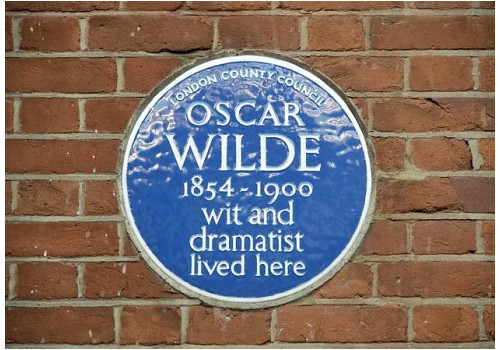 LONDON COUNTY COUNCIL
OSCAR
WILDE
1854-1900
wit and
dramatist
lived here